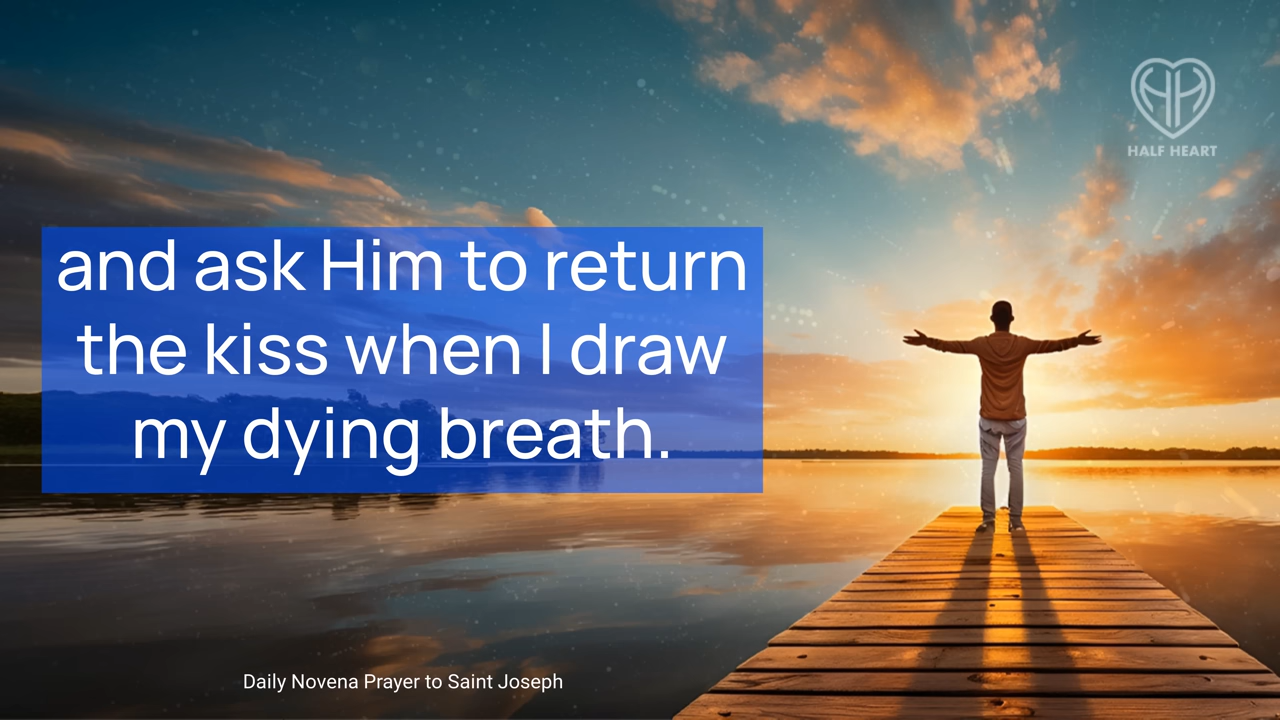 HALF HEART
and ask Him to return
the kiss when I draw
my dying breath.
Daily Novena Prayer to Saint Joseph